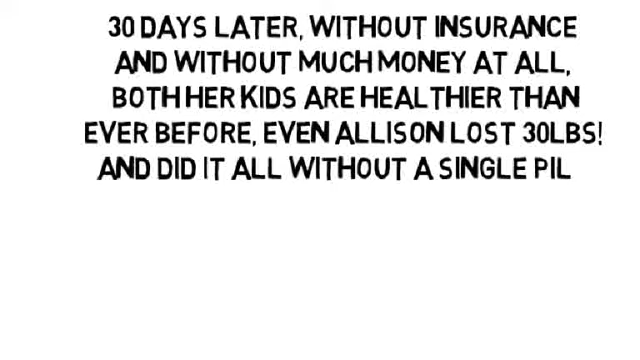 30 DAYS LATER, WITHOUT INSURANCE
AND WITHOUT MUCH MONEY AT ALL,
BOTH HER KIDS ARE HEALTHIER THAN
EVER BEFORE, EVEN ALLISON LOST 30LBS!
AND DID IT ALL WITHOUT A SINGLE PIL